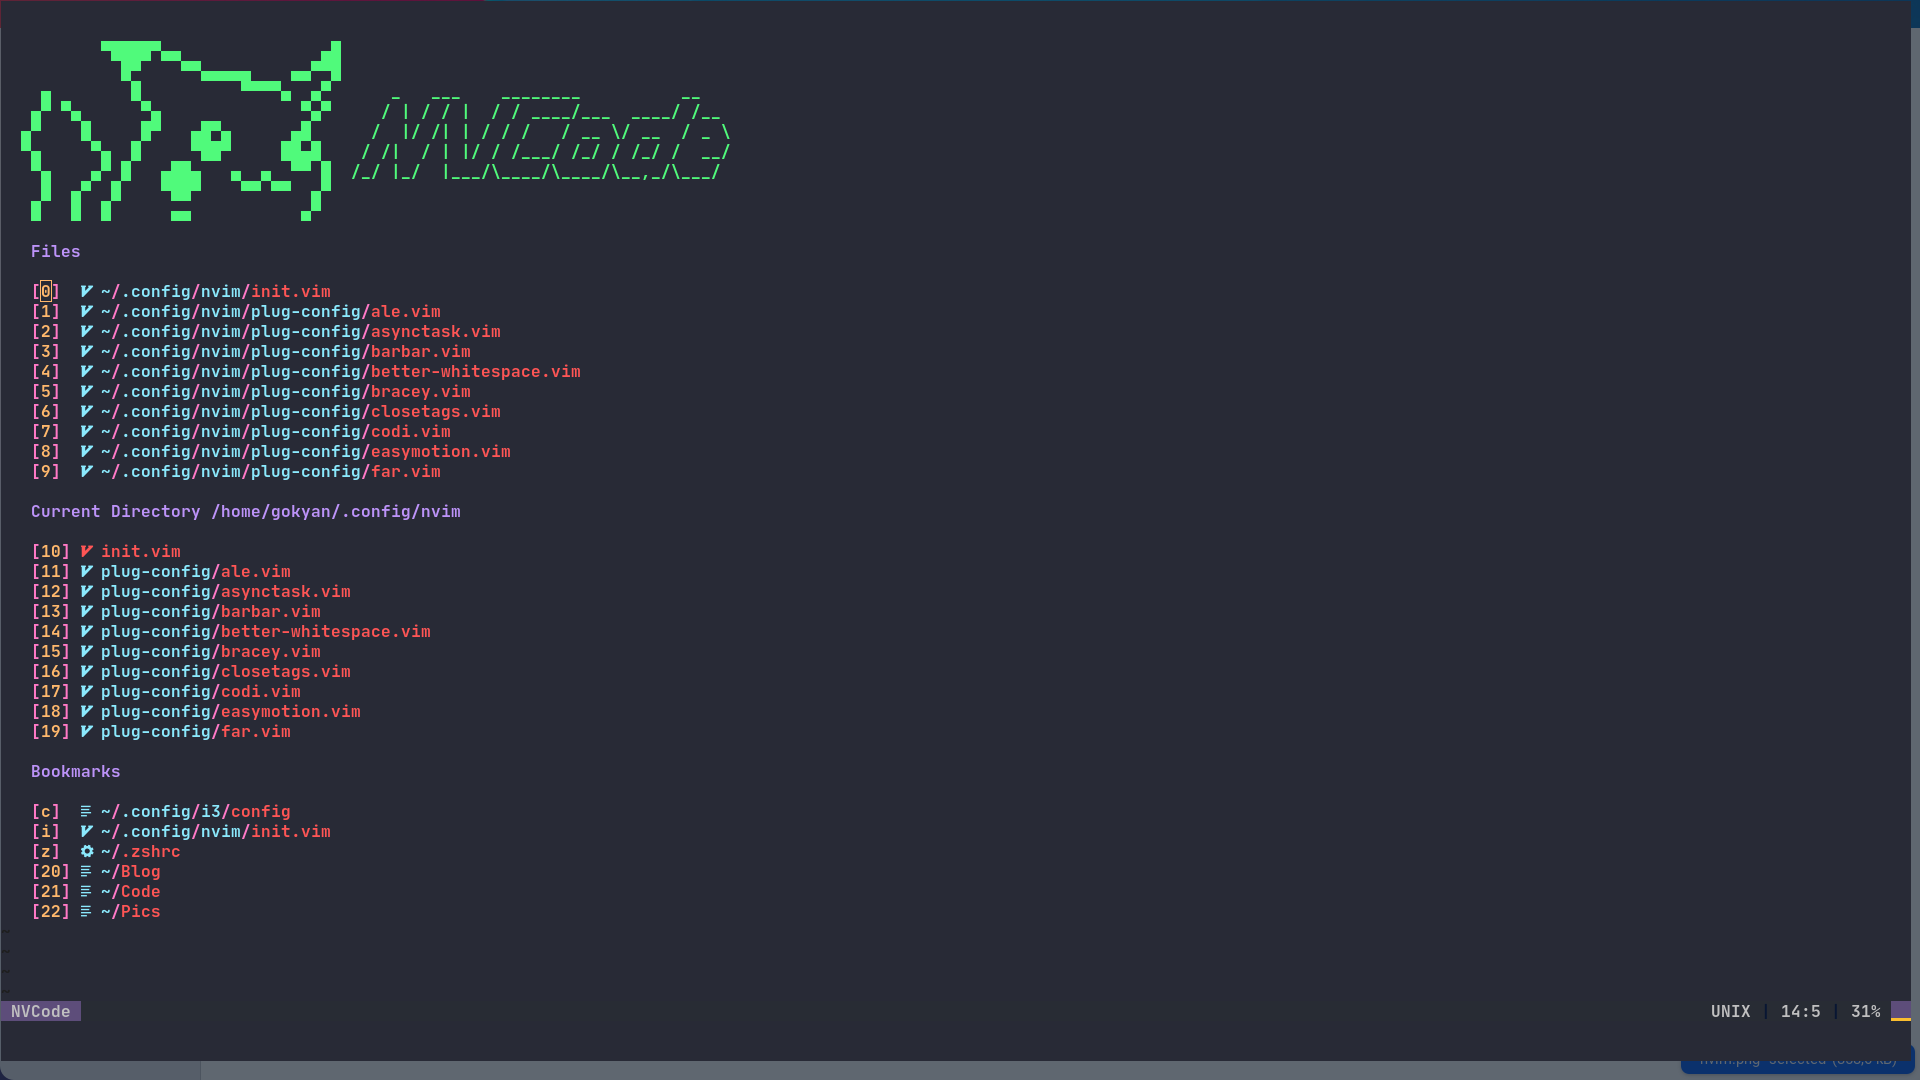 NVCode
Files
[0] ~/.config/nvim/init.vim
[1] ~/.config/nvim/plug-config/ale.vim
[2] ~/.config/nvim/plug-config/asynctask.vim
[3] ~/.config/nvim/plug-config/barbar.vim
[4] ~/.config/nvim/plug-config/better-whitespace.vim
[5] ~/.config/nvim/plug-config/bracey.vim
[6] ~/.config/nvim/plug-config/closetags.vim
[7] ~/.config/nvim/plug-config/codi.vim
[8] ~/.config/nvim/plug-config/easymotion.vim
[9] ~/.config/nvim/plug-config/far.vim
Current Directory /home/gokyan/.config/nvim
[10] init.vim
[11] plug-config/ale.vim
[12] plug-config/asynctask.vim
[13] plug-config/barbar.vim
[14] plug-config/better-whitespace.vim
[15] plug-config/bracey.vim
[16] plug-config/closetags.vim
[17] plug-config/codi.vim
[18] plug-config/easymotion.vim
[19] plug-config/far.vim
Bookmarks
[c] ~/.config/i3/config
[i] ~/.config/nvim/init.vim
[z] ~/.zshrc
[20] ~/Blog
[21] ~/Code
[22] ~/Pics
~
~
~
~
NVCode UNIX | 14:5 | 31%